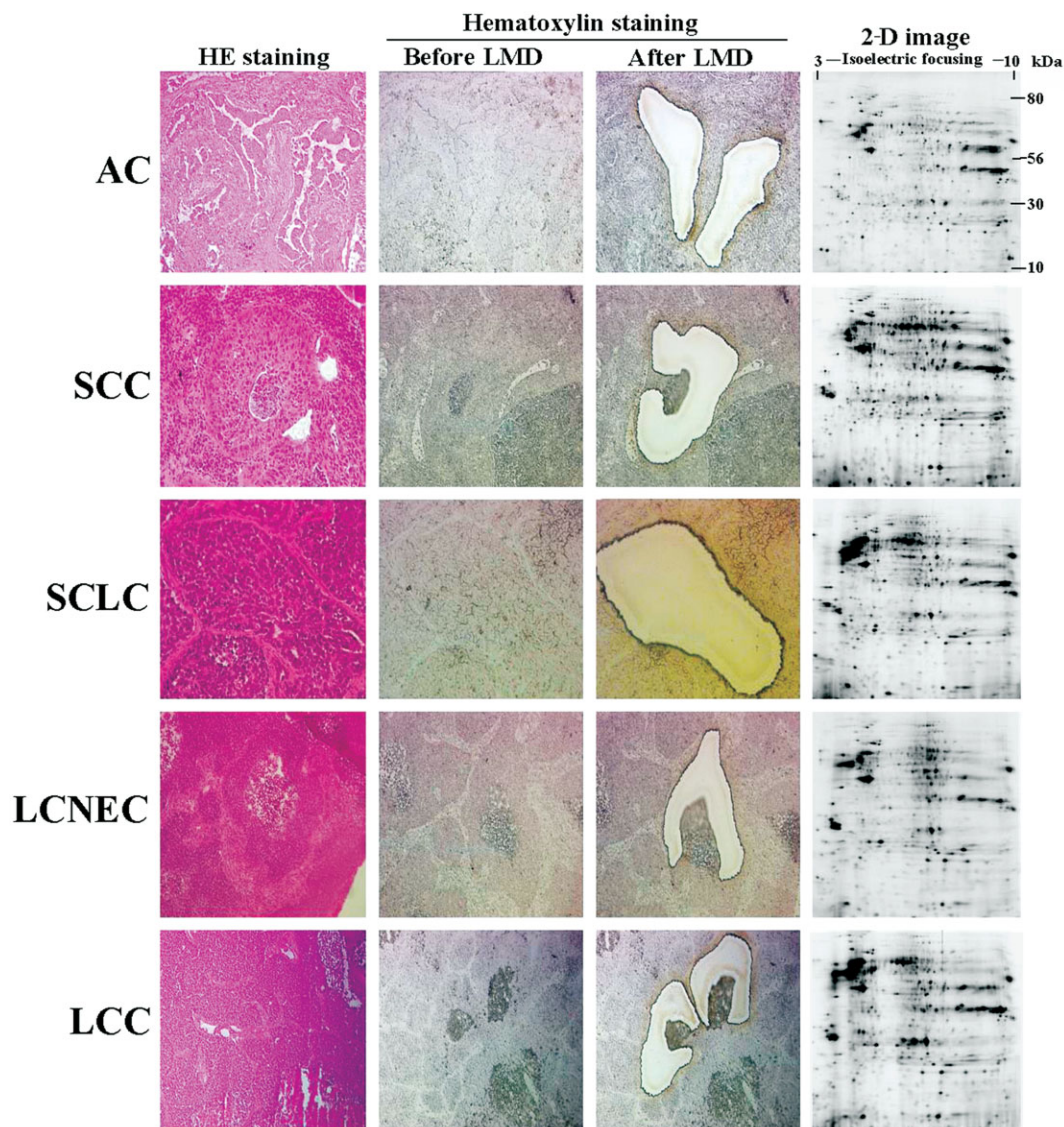 Hematoxylin staining
HE staining
Before LMD
After LMD
2-D image
3 —Isoelectric focusing —10 kDa
80
AC
56
30
10
SCC
SCLC
LCNEC
LCC